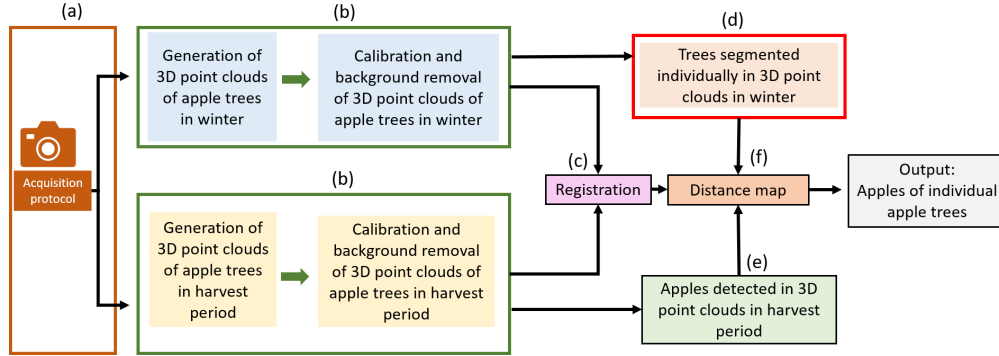 (a)
Acquisition
protocol
(b)
Generation of
3D point clouds
of apple trees
in winter
Calibration and
background removal
of 3D point clouds of
apple trees in winter
(b)
Generation of
3D point clouds
of apple trees
in harvest
period
Calibration and
background removal
of 3D point clouds of
apple trees in harvest
period
(c)
Registration
(d)
Trees segmented
individually in 3D point
clouds in winter
(f)
Distance map
(e)
Apples detected in 3D
point clouds in harvest
period
Output:
Apples of individual
apple trees